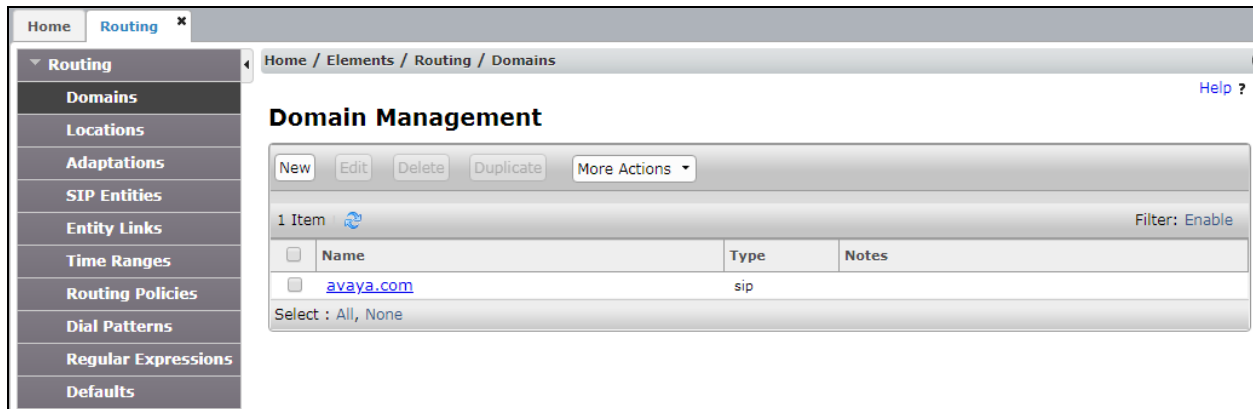 Home Routing ×
Routing
Domains
Locations
Adaptations
SIP Entities
Entity Links
Time Ranges
Routing Policies
Dial Patterns
Regular Expressions
Defaults
Home / Elements / Routing / Domains
Help ?
Domain Management
New Edit Delete Duplicate More Actions
1 Item Filter: Enable
Name Type Notes
avaya.com sip
Select : All, None